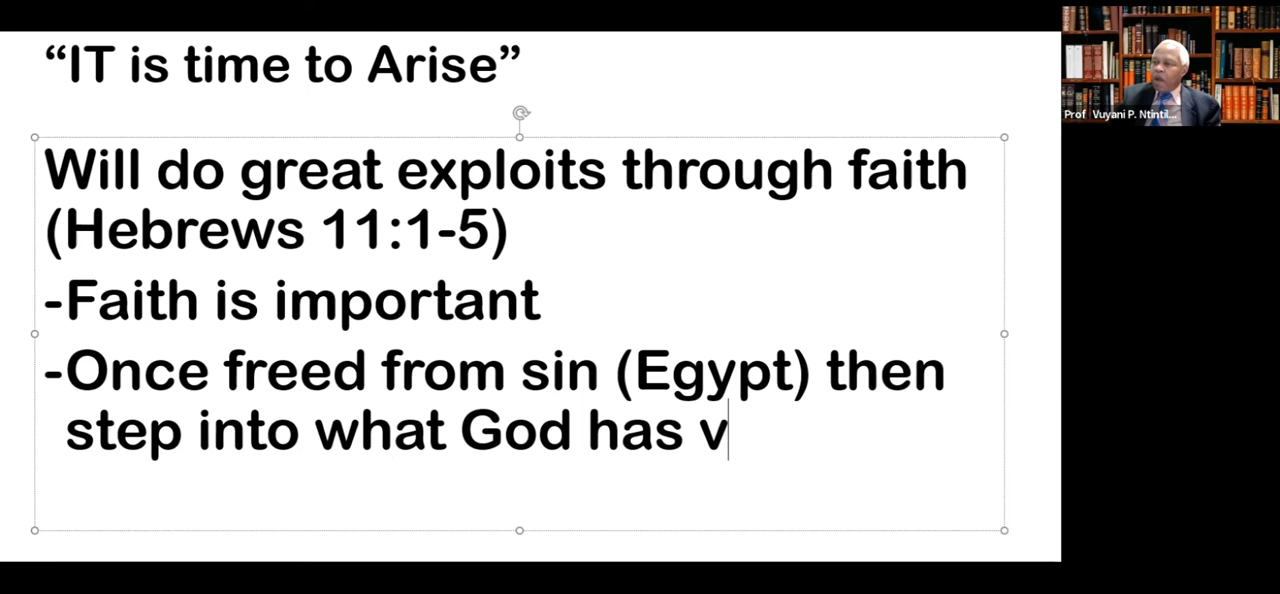 “IT is time to Arise”
Will do great exploits through faith
(Hebrews 11:1-5)
-Faith is important
-Once freed from sin (Egypt) then
step into what God has v
Prof Vuyani P. Ntintil...